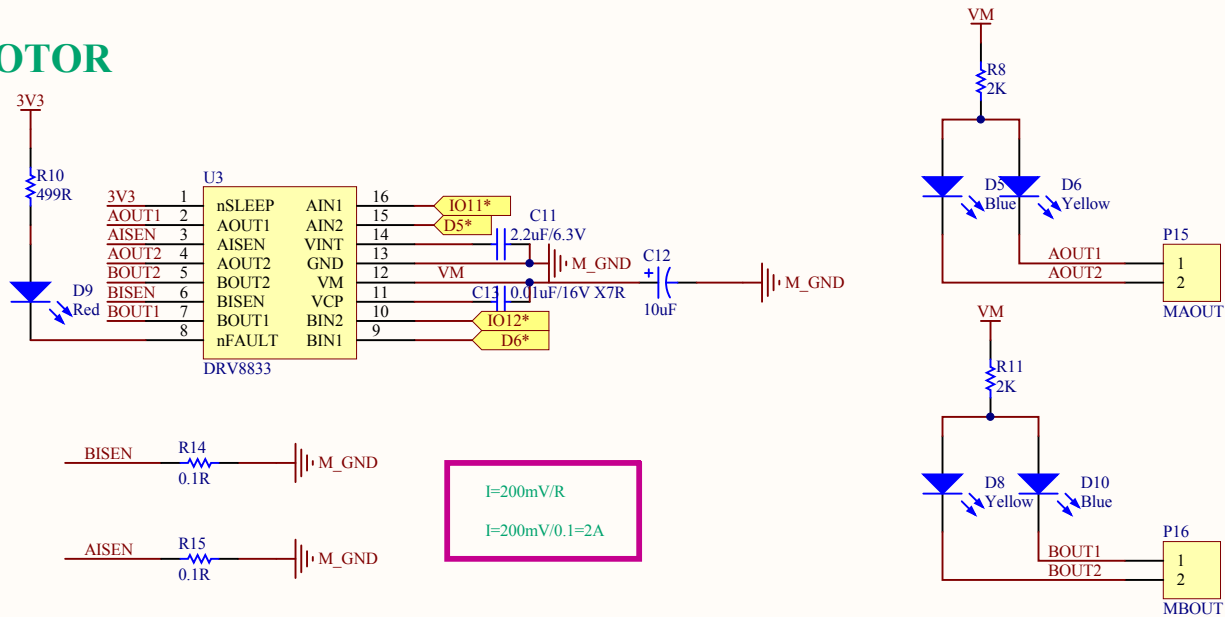 OTOR
3V3
R10
499R
D9
Red
U3
3V3 1 nSLEEP AIN1 16 IO11*
AOUT1 2 AOUT1 AIN2 15 D5*
AISEN 3 AISEN VINT 14
AOUT2 4 AOUT2 GND 13
BOUT2 5 BOUT2 VM 12 VM
BISEN 6 BISEN VCP 11
BOUT1 7 BOUT1 BIN2 10 IO12*
8 nFAULT BIN1 9 D6*
DRV8833
C11
2.2uF/6.3V
M_GND
C13 0.01uF/16V X7R
C12
+
10uF
M_GND
BISEN
R14
0.1R
M_GND
AISEN
R15
0.1R
M_GND
I=200mV/R
I=200mV/0.1=2A
VM
R8
2K
D5
Blue
D6
Yellow
AOUT1
AOUT2
P15
1
2
MAOUT
VM
R11
2K
D8
Yellow
D10
Blue
BOUT1
BOUT2
P16
1
2
MBOUT